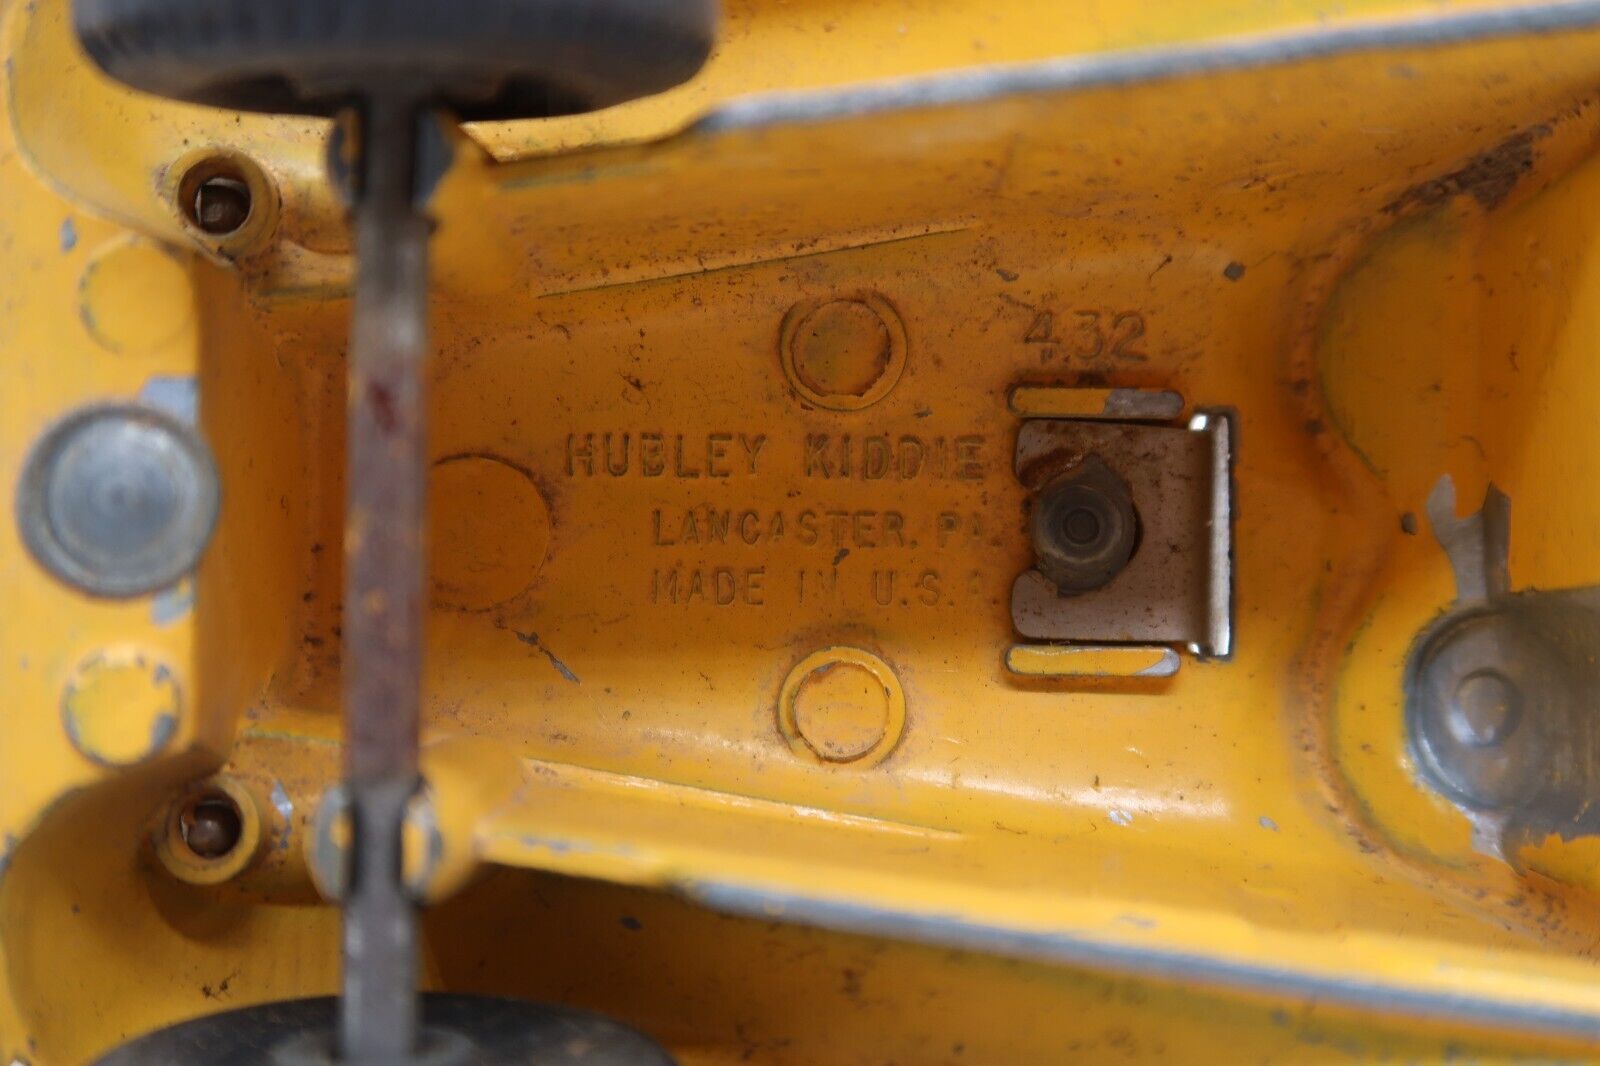 432
HUBLEY KIDDIE
LANCASTER, PA.
MADE IN U.S.A